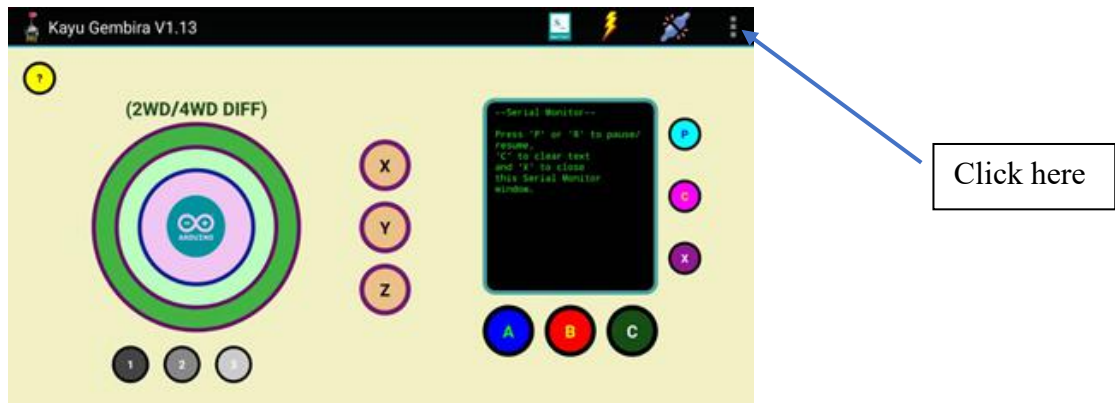 Kayu Gembira V1.13
?
(2WD/4WD DIFF)
ARDUINO
X
Y
Z
1
2
3
--Serial Monitor--
Press 'P' or 'R' to pause/
resume,
'C' to clear text
and 'X' to close
this Serial Monitor
window.
P
C
X
A
B
C
Click here